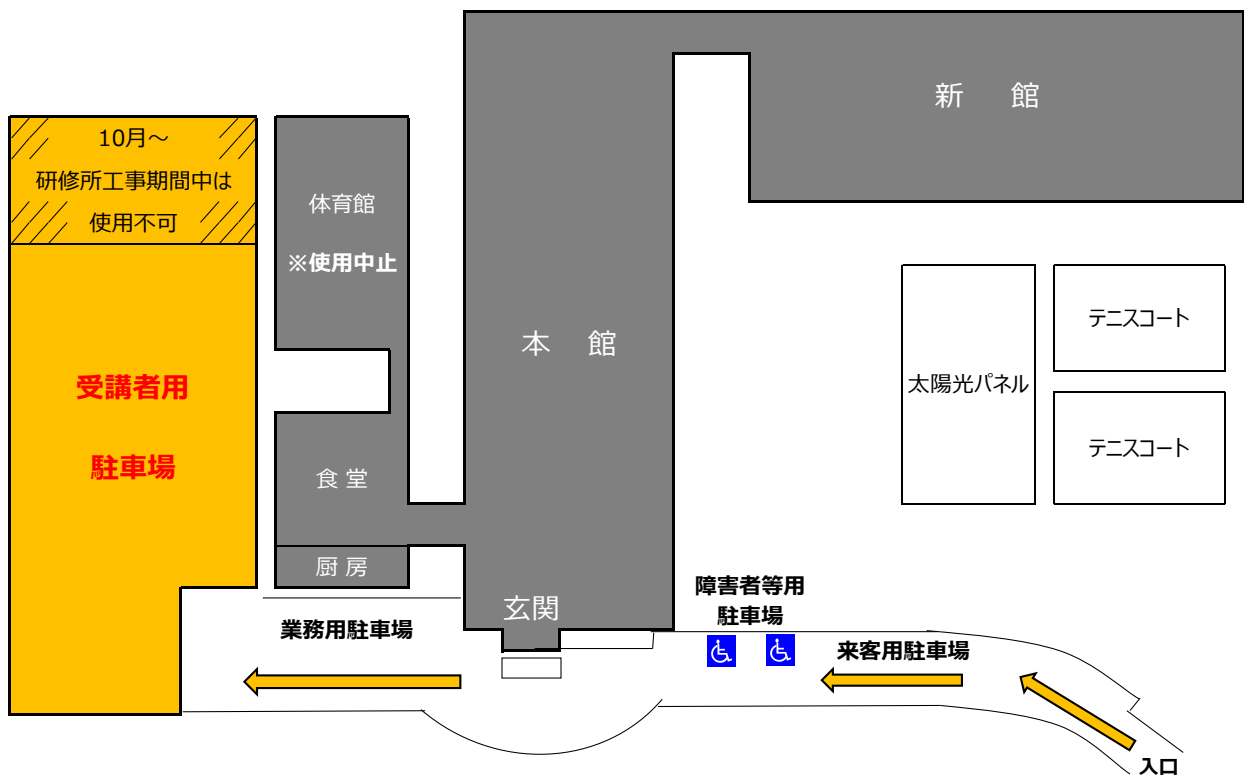 新 館
10月～
研修所工事期間中は
使用不可
体育館
※使用中止
本 館
受講者用
駐車場
食 堂
厨 房
太陽光パネル
テニスコート
テニスコート
玄関
業務用駐車場
障害者等用
駐車場
来客用駐車場
入口